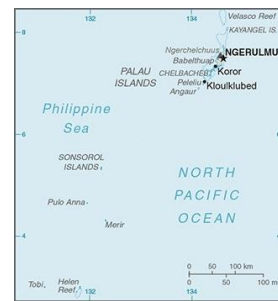 132
134
Velasco Reef
KAYANGEL IS.
8
Ngerchelchuus
NGERULMU
Babelthuap
PALAU
ISLANDS
CHELBACHEB
Koror
Peleliu
Angaur
Kloulklubed
Philippine
Sea
6
SONSOROL
ISLANDS
NORTH
PACIFIC
OCEAN
Pulo Anna
Merir
4
0 50 100 km
0 50 100 mi
Tobi
Helen
Reef
132
134